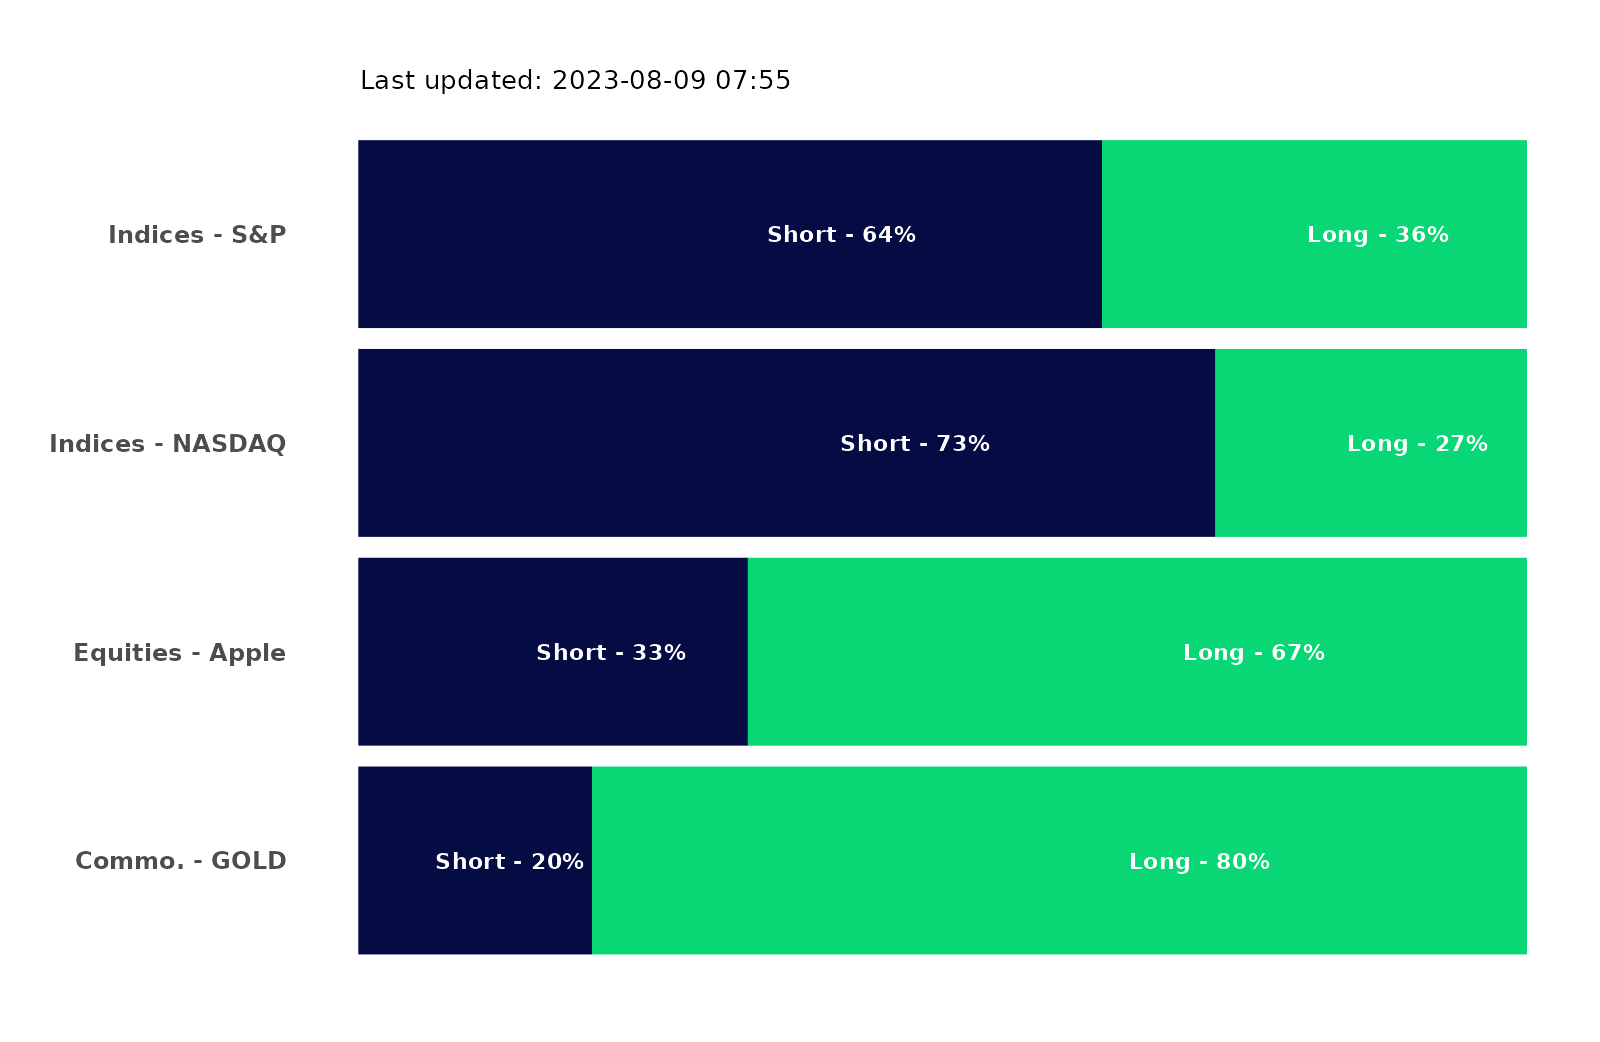 Last updated: 2023-08-09 07:55
Indices - S&P Short - 64% Long - 36%
Indices - NASDAQ Short - 73% Long - 27%
Equities - Apple Short - 33% Long - 67%
Commo. - GOLD Short - 20% Long - 80%